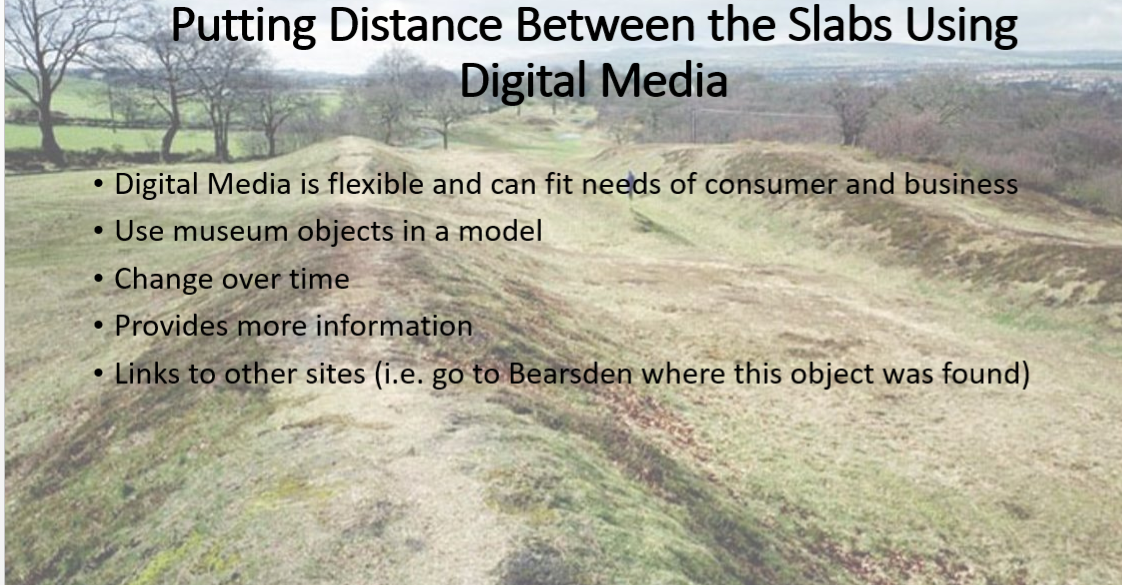 Putting Distance Between the Slabs Using
Digital Media
• Digital Media is flexible and can fit needs of consumer and business
• Use museum objects in a model
• Change over time
• Provides more information
• Links to other sites (i.e. go to Bearsden where this object was found)